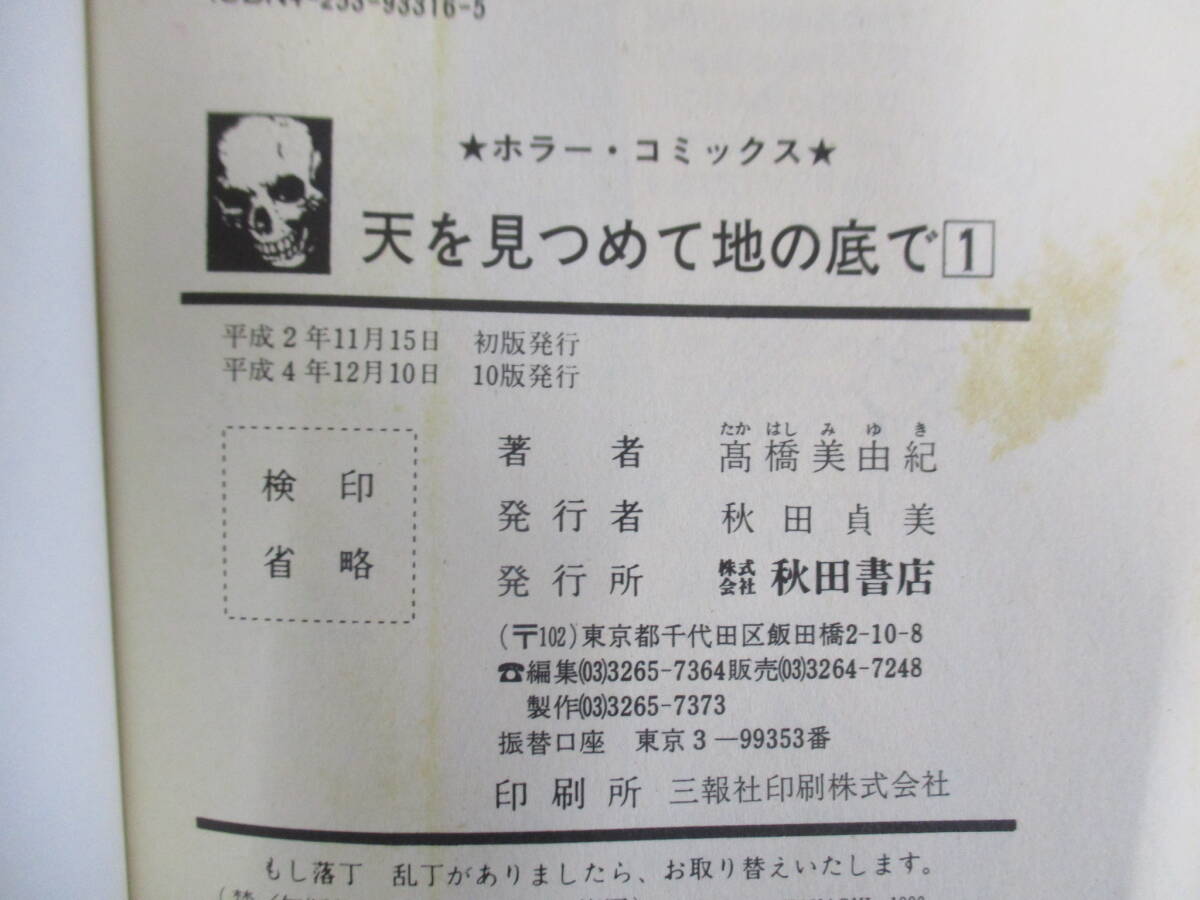 ISBN4-253-93316-5
★ホラー・コミックス★
天を見つめて地の底で 1
平成2年11月15日 初版発行
平成4年12月10日 10版発行
検印
省略
たか はし み ゆ き
著者 髙橋美由紀
発行者 秋田貞美
発行所 株式会社 秋田書店
(〒102)東京都千代田区飯田橋2-10-8
☎編集(03)3265-7364販売(03)3264-7248
製作(03)3265-7373
振替口座 東京3―99353番
印刷所 三報社印刷株式会社
もし落丁 乱丁がありましたら、お取り替えいたします。